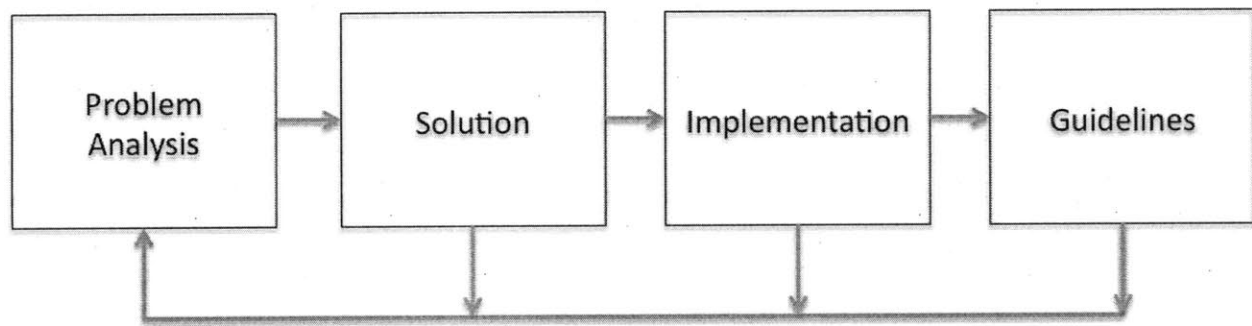 Problem
Analysis
Solution
Implementation
Guidelines